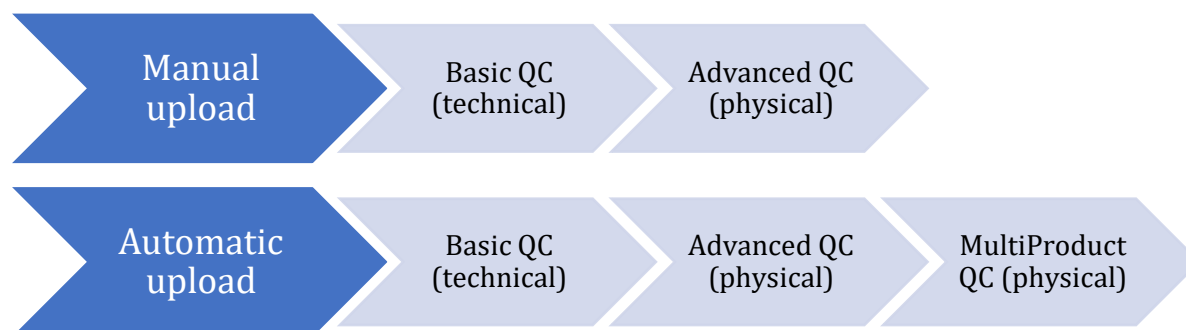 Manual
upload
Basic QC
(technical)
Advanced QC
(physical)
Automatic
upload
Basic QC
(technical)
Advanced QC
(physical)
MultiProduct
QC (physical)